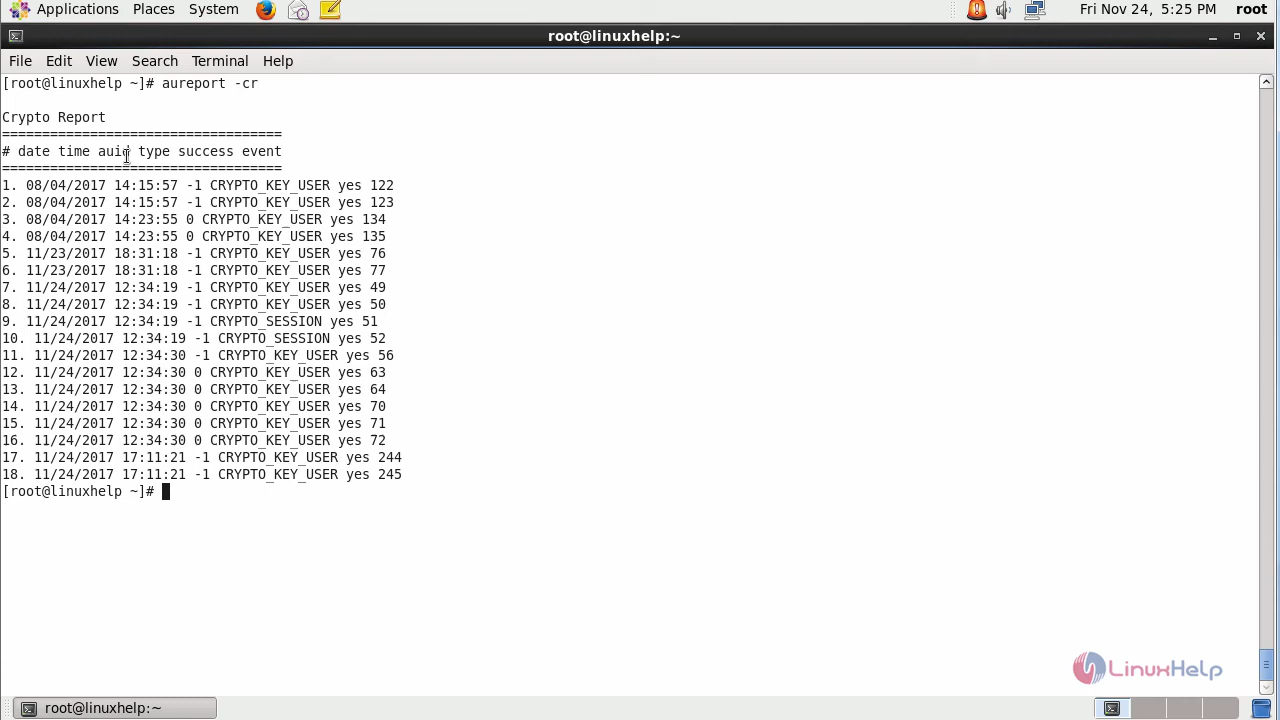 Applications Places System Fri Nov 24, 5:25 PM root
root@linuxhelp:~
File Edit View Search Terminal Help
[root@linuxhelp ~]# aureport -cr
Crypto Report
===================================
# date time auid type success event
===================================
1. 08/04/2017 14:15:57 -1 CRYPTO_KEY_USER yes 122
2. 08/04/2017 14:15:57 -1 CRYPTO_KEY_USER yes 123
3. 08/04/2017 14:23:55 0 CRYPTO_KEY_USER yes 134
4. 08/04/2017 14:23:55 0 CRYPTO_KEY_USER yes 135
5. 11/23/2017 18:31:18 -1 CRYPTO_KEY_USER yes 76
6. 11/23/2017 18:31:18 -1 CRYPTO_KEY_USER yes 77
7. 11/24/2017 12:34:19 -1 CRYPTO_KEY_USER yes 49
8. 11/24/2017 12:34:19 -1 CRYPTO_KEY_USER yes 50
9. 11/24/2017 12:34:19 -1 CRYPTO_SESSION yes 51
10. 11/24/2017 12:34:19 -1 CRYPTO_SESSION yes 52
11. 11/24/2017 12:34:30 -1 CRYPTO_KEY_USER yes 56
12. 11/24/2017 12:34:30 0 CRYPTO_KEY_USER yes 63
13. 11/24/2017 12:34:30 0 CRYPTO_KEY_USER yes 64
14. 11/24/2017 12:34:30 0 CRYPTO_KEY_USER yes 70
15. 11/24/2017 12:34:30 0 CRYPTO_KEY_USER yes 71
16. 11/24/2017 12:34:30 0 CRYPTO_KEY_USER yes 72
17. 11/24/2017 17:11:21 -1 CRYPTO_KEY_USER yes 244
18. 11/24/2017 17:11:21 -1 CRYPTO_KEY_USER yes 245
[root@linuxhelp ~]#
LinuxHelp
root@linuxhelp:~